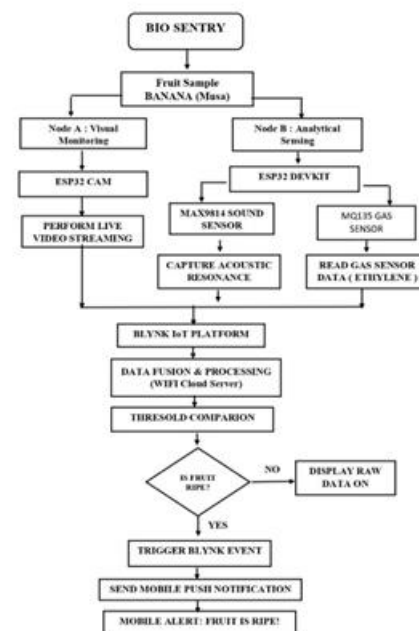 BIO SENTRY
Fruit Sample
BANANA (Musa)
Node A : Visual
Monitoring
Node B : Analytical
Sensing
ESP32 CAM
ESP32 DEVKIT
PERFORM LIVE
VIDEO STREAMING
MAX9814 SOUND
SENSOR
MQ135 GAS
SENSOR
CAPTURE ACOUSTIC
RESONANCE
READ GAS SENSOR
DATA ( ETHYLENE )
BLYNK IoT PLATFORM
DATA FUSION & PROCESSING
(WIFI Cloud Server)
THRESOLD COMPARION
IS FRUIT
RIPE?
NO
DISPLAY RAW
DATA ON
YES
TRIGGER BLYNK EVENT
SEND MOBILE PUSH NOTIFICATION
MOBILE ALERT: FRUIT IS RIPE!